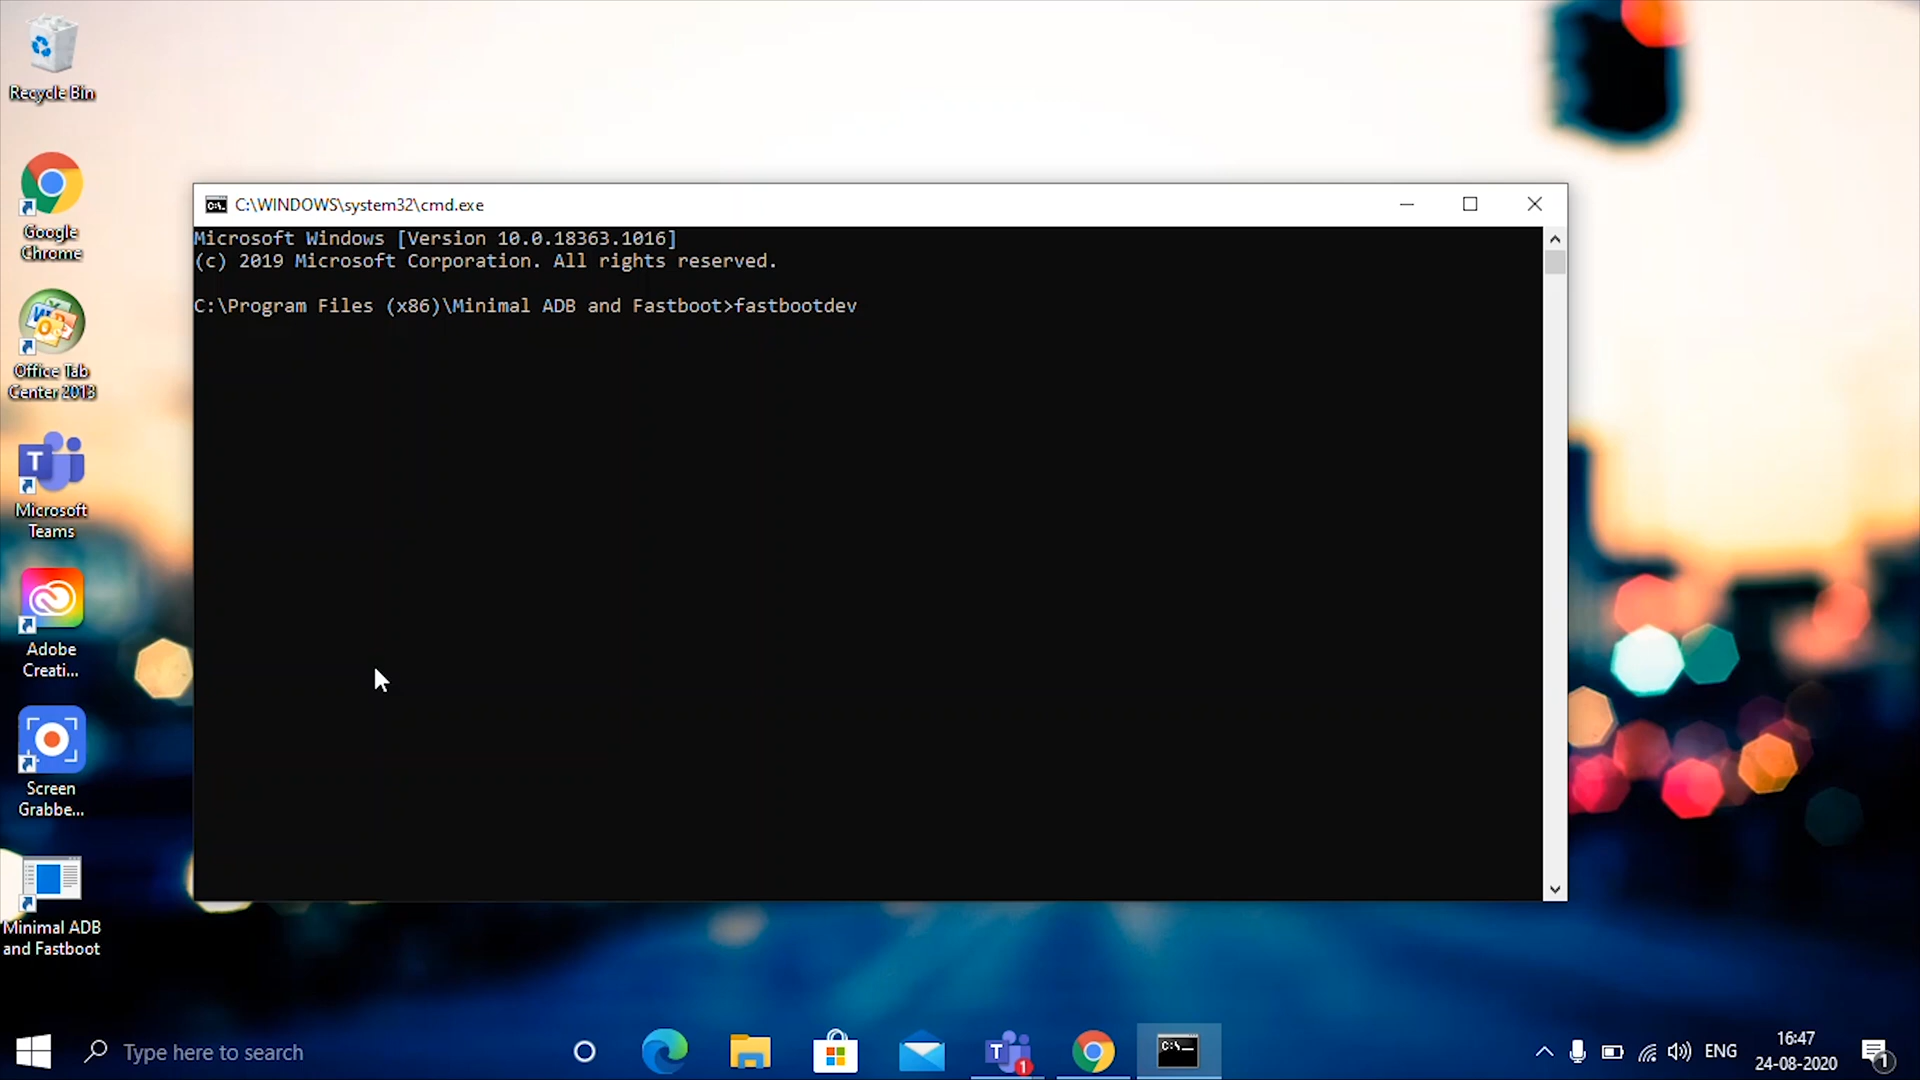 Recycle Bin
Google
Chrome
Office Tab
Center 2013
Microsoft
Teams
Adobe
Creati...
Screen
Grabbe...
Minimal ADB
and Fastboot
C:\WINDOWS\system32\cmd.exe
Microsoft Windows [Version 10.0.18363.1016]
(c) 2019 Microsoft Corporation. All rights reserved.
C:\Program Files (x86)\Minimal ADB and Fastboot>fastbootdev
Type here to search
1
ENG
16:47
24-08-2020
1